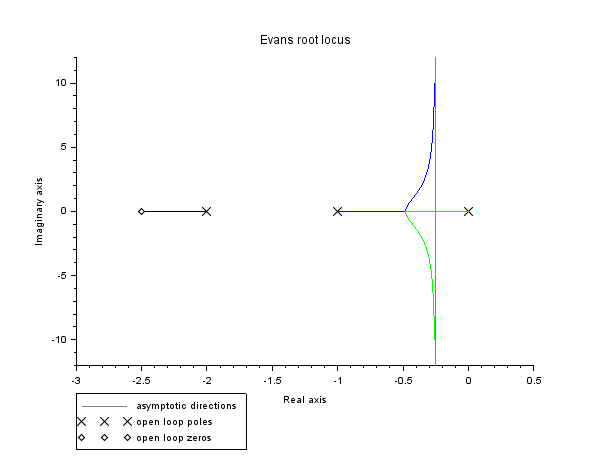 Evans root locus
10
5
0
-5
-10
Imaginary axis
-3
-2.5
-2
-1.5
-1
-0.5
0
0.5
Real axis
asymptotic directions
open loop poles
open loop zeros